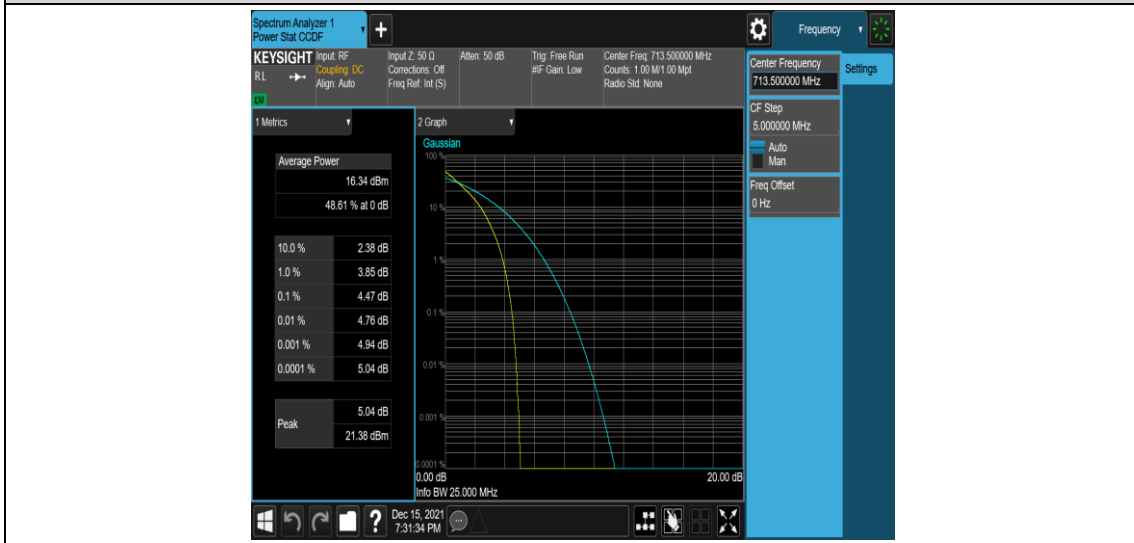 Spectrum Analyzer 1
Power Stat CCDF
+
Frequency
KEYSIGHT
RL
Input: RF
Coupling: DC
Align: Auto
Input Z: 50 Ω
Corrections: Off
Freq Ref: Int (S)
Atten: 50 dB
Trig: Free Run
#IF Gain: Low
Center Freq: 713.500000 MHz
Counts: 1.00 M/1.00 Mpt
Radio Std: None
Center Frequency
713.500000 MHz
Settings
CF Step
5.000000 MHz
Auto
Man
Freq Offset
0 Hz
1 Metrics
Average Power
16.34 dBm
48.61 % at 0 dB
10.0 % 2.38 dB
1.0 % 3.85 dB
0.1 % 4.47 dB
0.01 % 4.76 dB
0.001 % 4.94 dB
0.0001 % 5.04 dB
Peak
5.04 dB
21.38 dBm
2 Graph
Gaussian
100 %
10 %
1 %
0.1 %
0.01 %
0.001 %
0.0001 %
0.00 dB 20.00 dB
Info BW 25.000 MHz
?
Dec 15, 2021
7:31:34 PM